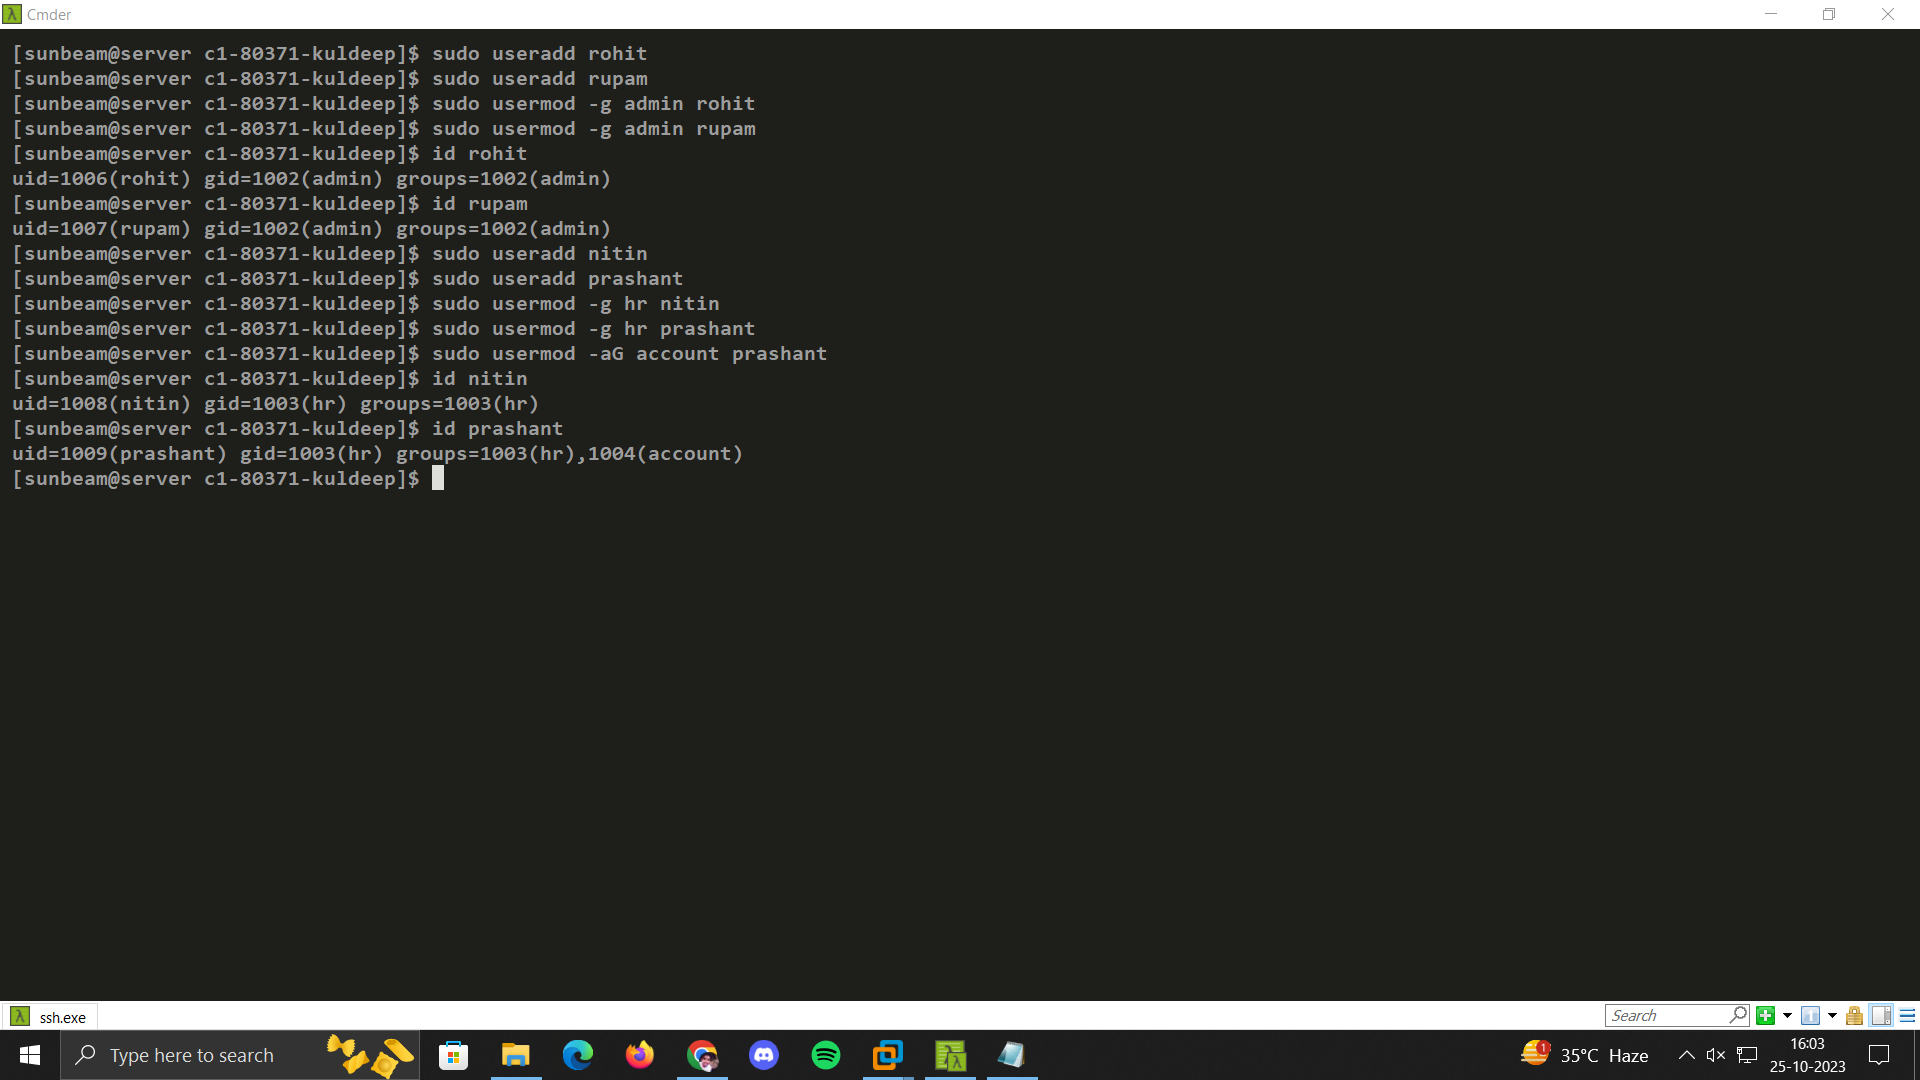 Cmder
[sunbeam@server c1-80371-kuldeep]$ sudo useradd rohit
[sunbeam@server c1-80371-kuldeep]$ sudo useradd rupam
[sunbeam@server c1-80371-kuldeep]$ sudo usermod -g admin rohit
[sunbeam@server c1-80371-kuldeep]$ sudo usermod -g admin rupam
[sunbeam@server c1-80371-kuldeep]$ id rohit
uid=1006(rohit) gid=1002(admin) groups=1002(admin)
[sunbeam@server c1-80371-kuldeep]$ id rupam
uid=1007(rupam) gid=1002(admin) groups=1002(admin)
[sunbeam@server c1-80371-kuldeep]$ sudo useradd nitin
[sunbeam@server c1-80371-kuldeep]$ sudo useradd prashant
[sunbeam@server c1-80371-kuldeep]$ sudo usermod -g hr nitin
[sunbeam@server c1-80371-kuldeep]$ sudo usermod -g hr prashant
[sunbeam@server c1-80371-kuldeep]$ sudo usermod -aG account prashant
[sunbeam@server c1-80371-kuldeep]$ id nitin
uid=1008(nitin) gid=1003(hr) groups=1003(hr)
[sunbeam@server c1-80371-kuldeep]$ id prashant
uid=1009(prashant) gid=1003(hr) groups=1003(hr),1004(account)
[sunbeam@server c1-80371-kuldeep]$
ssh.exe
Search
Type here to search
1
35°C Haze
16:03
25-10-2023